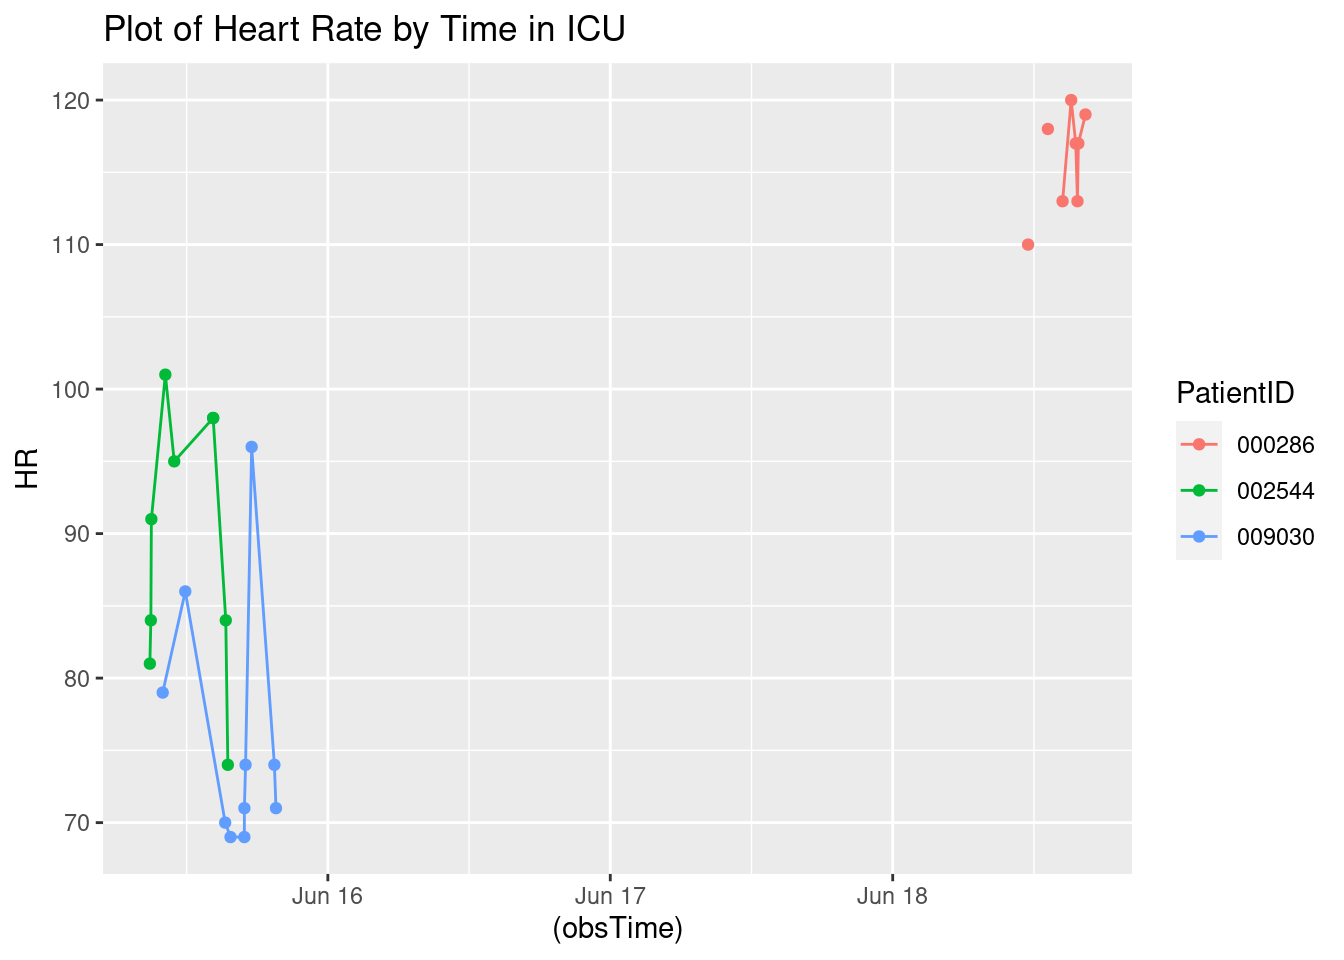 Plot of Heart Rate by Time in ICU
120
110
100
90
80
70
HR
Jun 16
Jun 17
Jun 18
(obsTime)
PatientID
000286
002544
009030